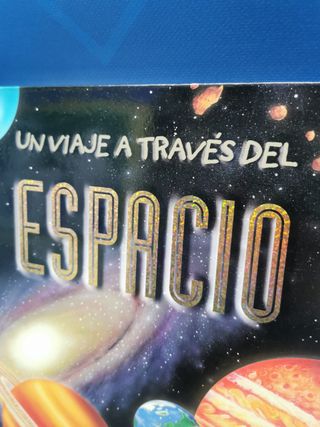 UN VIAJE A TRAVÉS DEL
ESPACIO